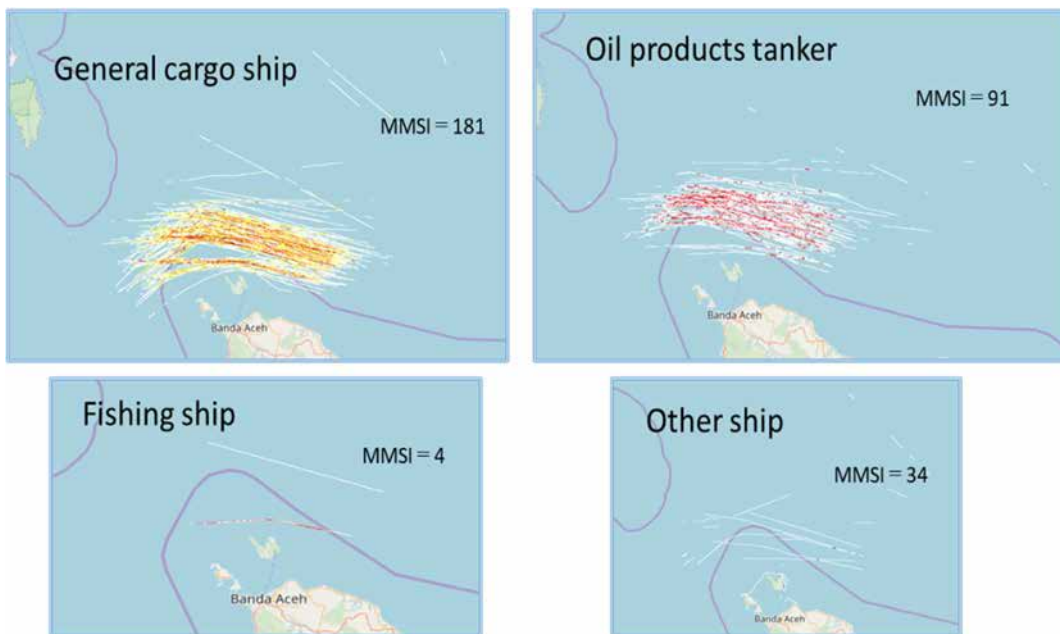 General cargo ship
MMSI = 181
Banda Aceh
Oil products tanker
MMSI = 91
Banda Aceh
Fishing ship
MMSI = 4
Banda Aceh
Other ship
MMSI = 34
Banda Aceh